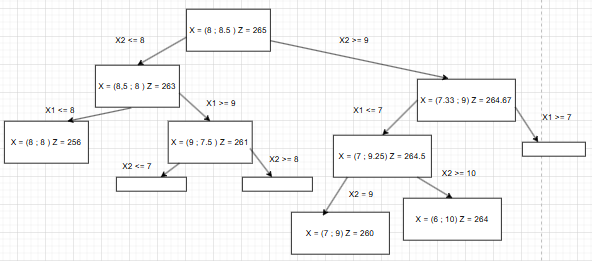 X = (8 ; 8.5 ) Z = 265
X2 <= 8
X2 >= 9
X = (8,5 ; 8 ) Z = 263
X = (7.33 ; 9) Z = 264.67
X1 <= 8
X1 >= 9
X1 <= 7
X1 >= 7
X = (8 ; 8 ) Z = 256
X = (9 ; 7.5 ) Z = 261
X = (7 ; 9.25) Z = 264.5
X2 <= 7
X2 >= 8
X2 >= 10
X2 = 9
X = (7 ; 9) Z = 260
X = (6 ; 10) Z = 264